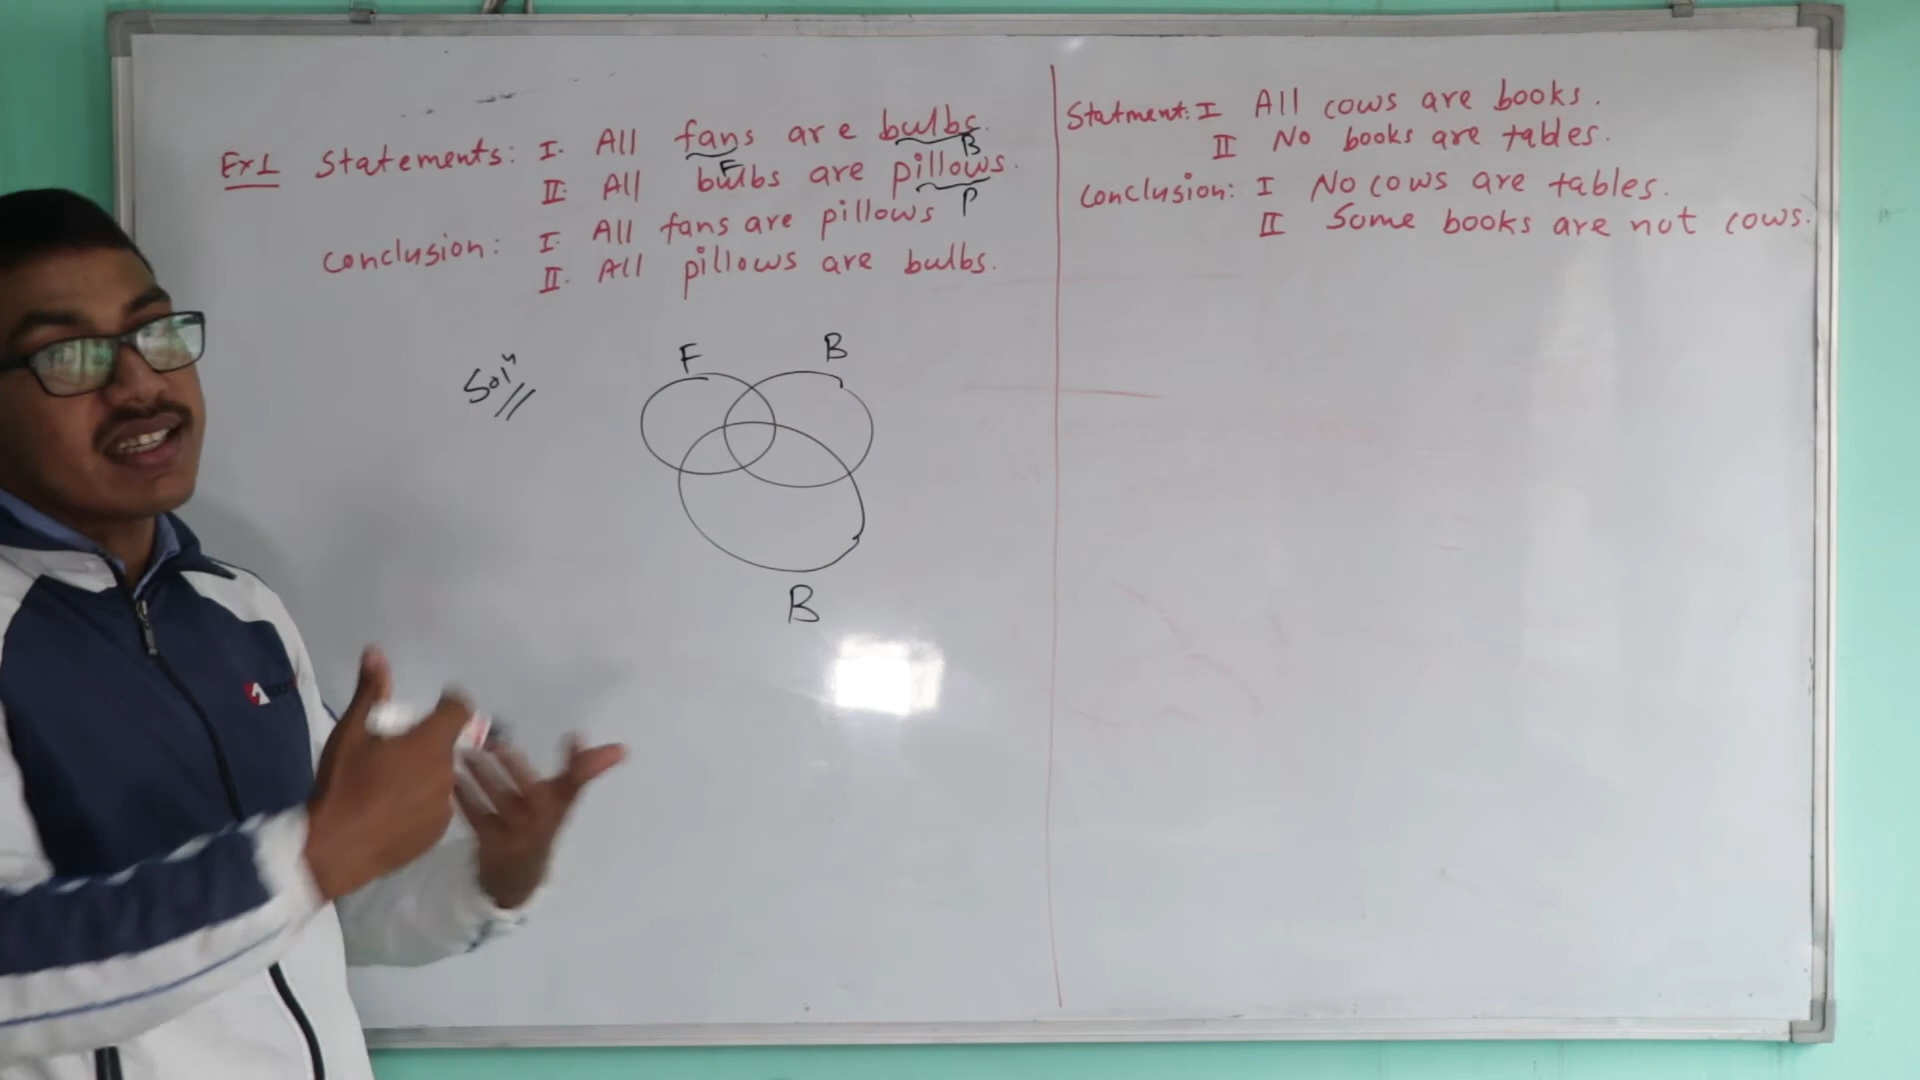 Ex1 Statements: I. All fans are bulbs.
F B
II. All bulbs are pillows.
P
Conclusion: I. All fans are pillows
II. All pillows are bulbs.
Solⁿ
F B
B
Statment: I All cows are books.
II No books are tables.
Conclusion: I No cows are tables.
II Some books are not cows.